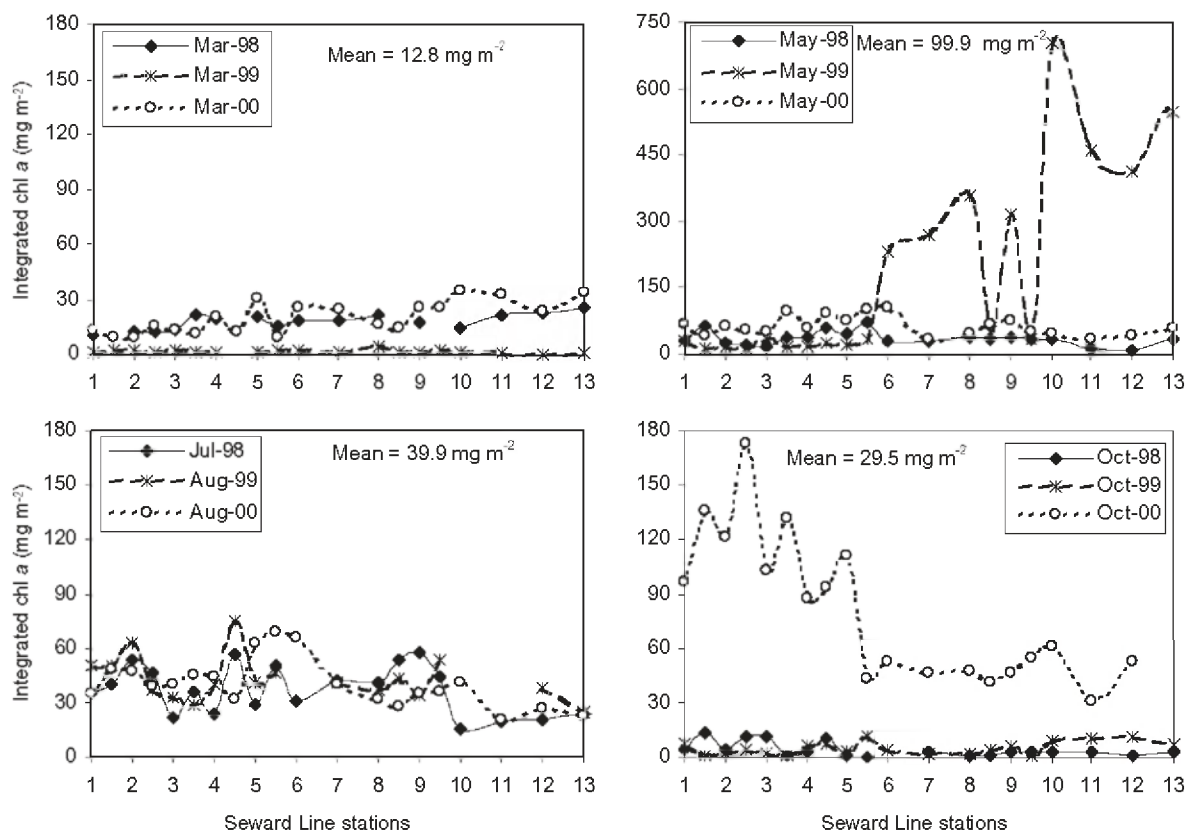 180
150
120
90
60
30
0
Integrated chl a (mg m-2)
Mar-98
Mar-99
Mar-00
Mean = 12.8 mg m-2
1 2 3 4 5 6 7 8 9 10 11 12 13
750
600
450
300
150
0
May-98
May-99
May-00
Mean = 99.9 mg m-2
1 2 3 4 5 6 7 8 9 10 11 12 13
180
150
120
90
60
30
0
Integrated chl a (mg m-2)
Jul-98
Aug-99
Aug-00
Mean = 39.9 mg m-2
1 2 3 4 5 6 7 8 9 10 11 12 13
Seward Line stations
180
150
120
90
60
30
0
Mean = 29.5 mg m-2
Oct-98
Oct-99
Oct-00
1 2 3 4 5 6 7 8 9 10 11 12 13
Seward Line stations